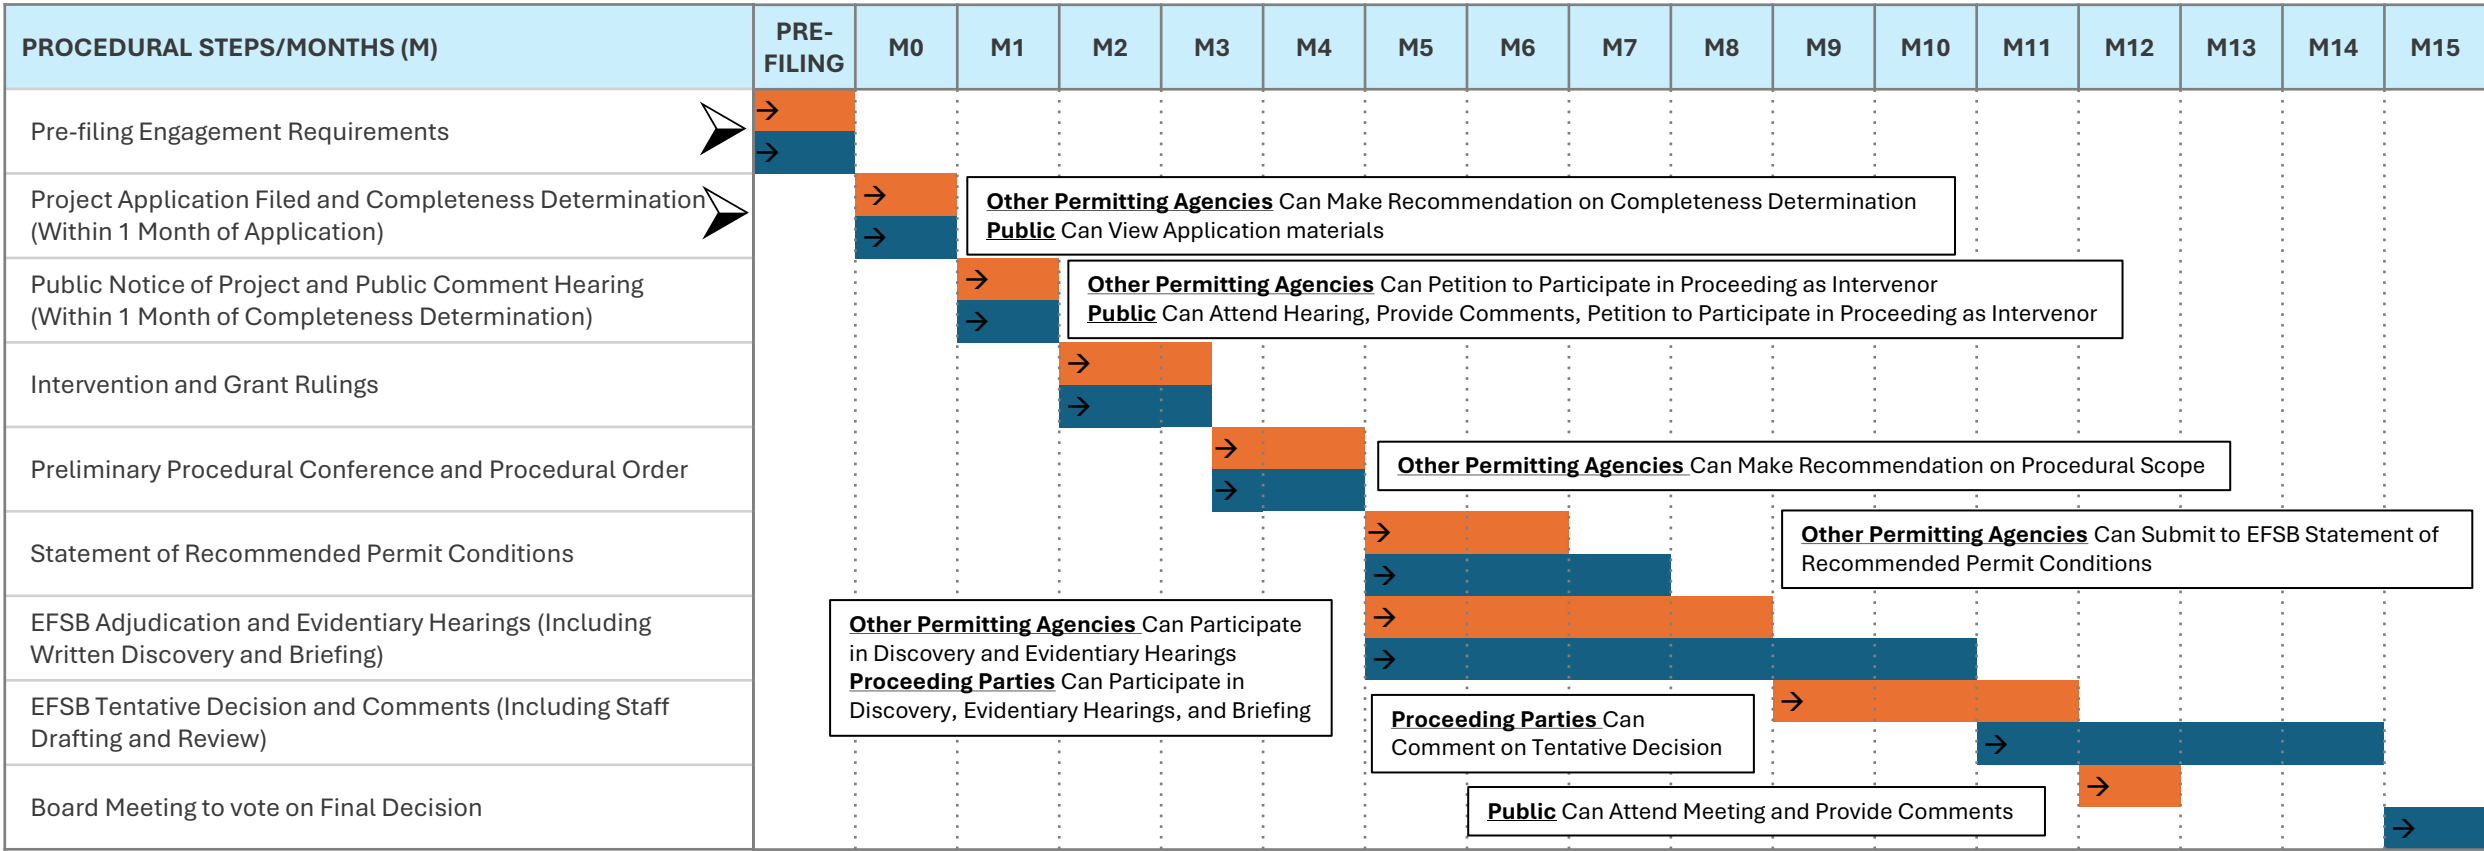 PROCEDURAL STEPS/MONTHS (M)
PRE-
FILING
M0
M1
M2
M3
M4
M5
M6
M7
M8
M9
M10
M11
M12
M13
M14
M15
Pre-filing Engagement Requirements
Project Application Filed and Completeness Determination
(Within 1 Month of Application)
Other Permitting Agencies Can Make Recommendation on Completeness Determination
Public Can View Application materials
Public Notice of Project and Public Comment Hearing
(Within 1 Month of Completeness Determination)
Other Permitting Agencies Can Petition to Participate in Proceeding as Intervenor
Public Can Attend Hearing, Provide Comments, Petition to Participate in Proceeding as Intervenor
Intervention and Grant Rulings
Preliminary Procedural Conference and Procedural Order
Other Permitting Agencies Can Make Recommendation on Procedural Scope
Statement of Recommended Permit Conditions
Other Permitting Agencies Can Submit to EFSB Statement of
Recommended Permit Conditions
EFSB Adjudication and Evidentiary Hearings (Including
Written Discovery and Briefing)
Other Permitting Agencies Can Participate
in Discovery and Evidentiary Hearings
Proceeding Parties Can Participate in
Discovery, Evidentiary Hearings, and Briefing
EFSB Tentative Decision and Comments (Including Staff
Drafting and Review)
Proceeding Parties Can
Comment on Tentative Decision
Board Meeting to vote on Final Decision
Public Can Attend Meeting and Provide Comments